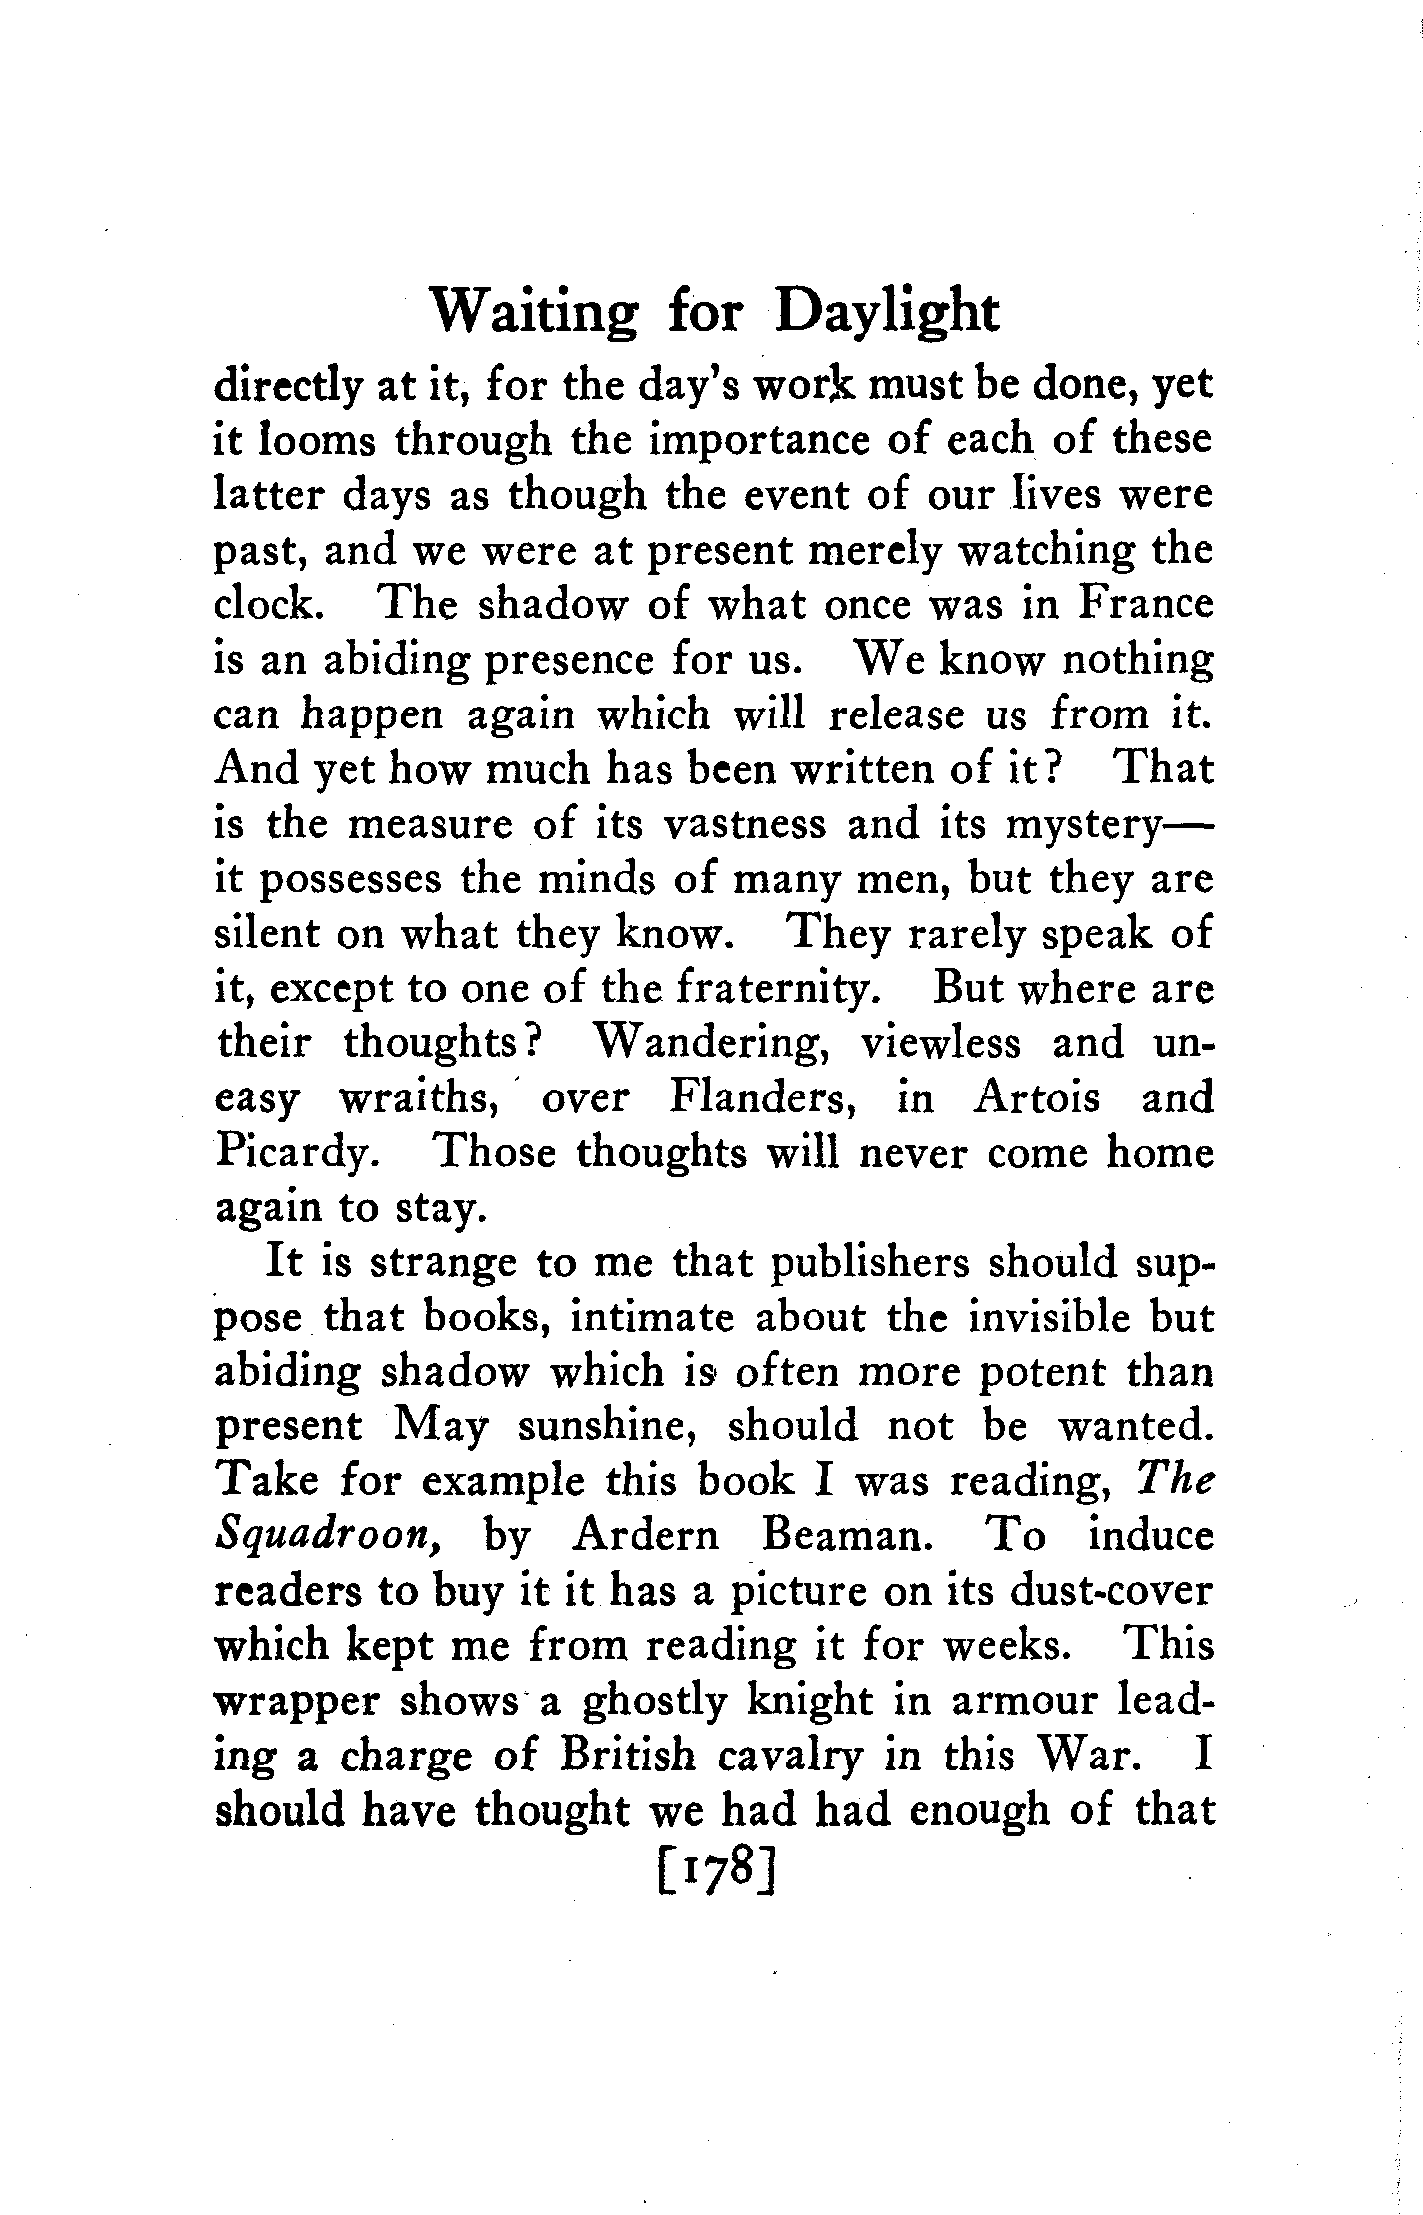 Waiting for Daylight
directly at it, for the day's work must be done, yet
it looms through the importance of each of these
latter days as though the event of our lives were
past, and we were at present merely watching the
clock. The shadow of what once was in France
is an abiding presence for us. We know nothing
can happen again which will release us from it.
And yet how much has been written of it? That
is the measure of its vastness and its mystery—
it possesses the minds of many men, but they are
silent on what they know. They rarely speak of
it, except to one of the fraternity. But where are
their thoughts? Wandering, viewless and un-
easy wraiths, over Flanders, in Artois and
Picardy. Those thoughts will never come home
again to stay.
It is strange to me that publishers should sup-
pose that books, intimate about the invisible but
abiding shadow which is often more potent than
present May sunshine, should not be wanted.
Take for example this book I was reading, The
Squadroon, by Ardern Beaman. To induce
readers to buy it it has a picture on its dust-cover
which kept me from reading it for weeks. This
wrapper shows a ghostly knight in armour lead-
ing a charge of British cavalry in this War. I
should have thought we had had enough of that
[178]